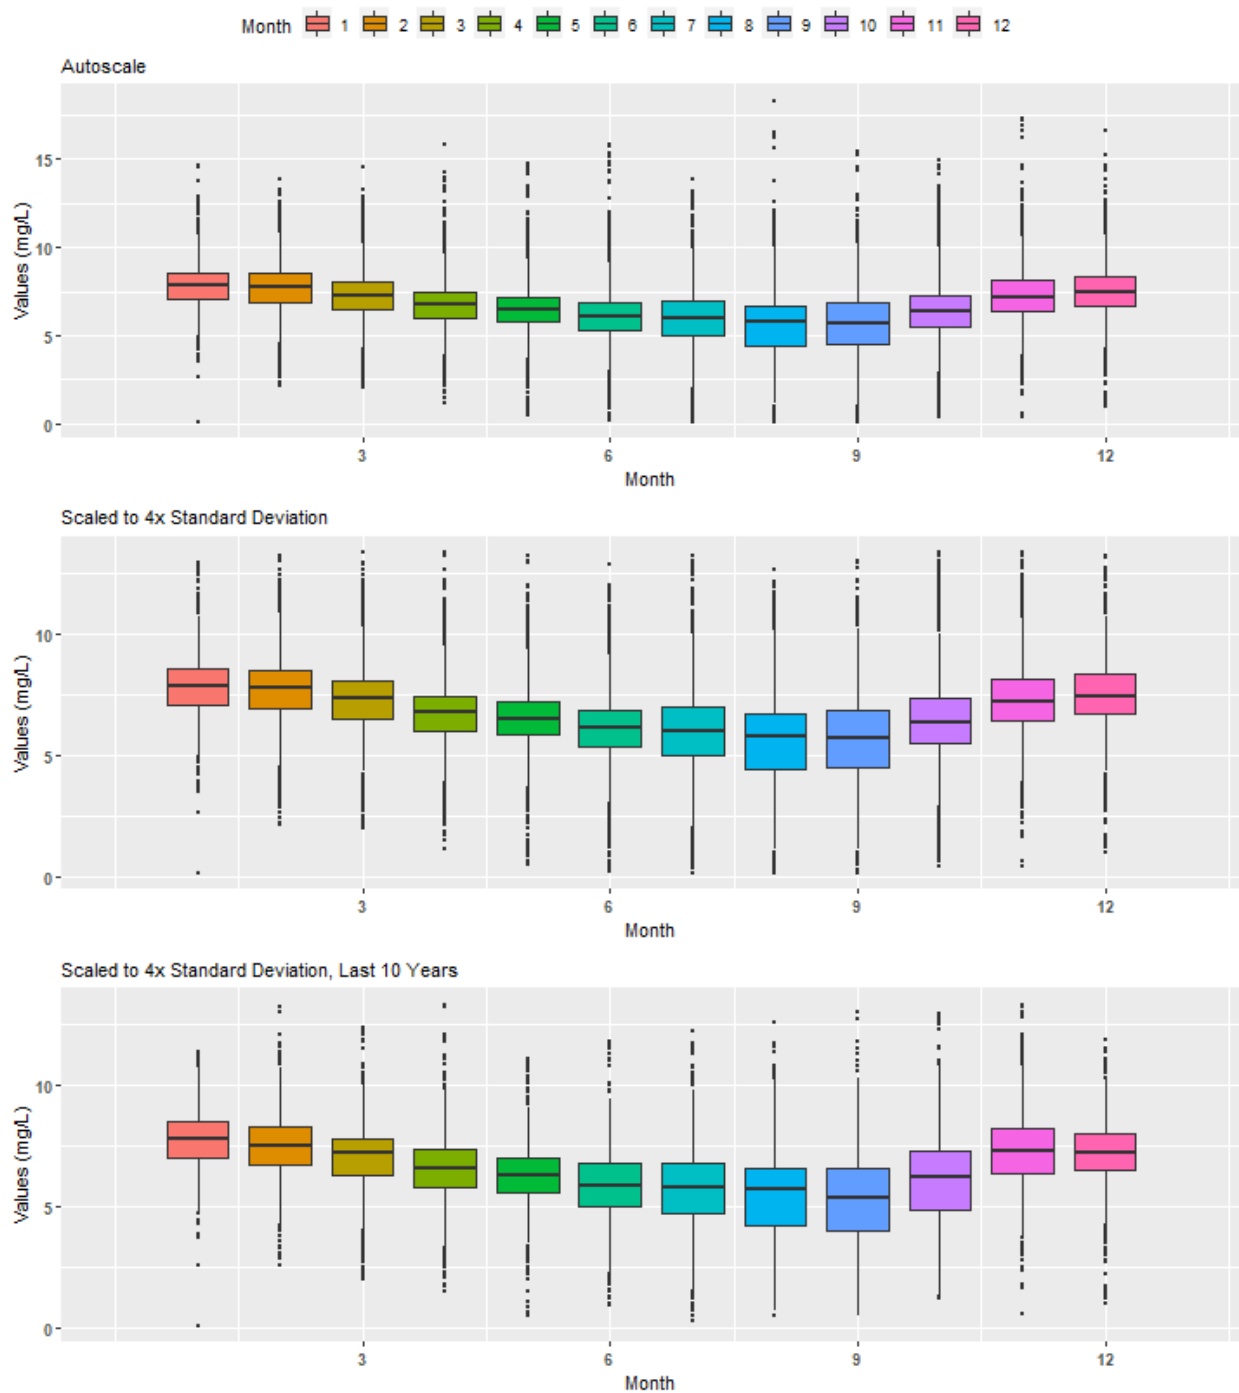 Month 1 2 3 4 5 6 7 8 9 10 11 12
Autoscale
Values (mg/L)
15
10
5
0
3 6 9 12
Month
Scaled to 4x Standard Deviation
Values (mg/L)
10
5
0
3 6 9 12
Month
Scaled to 4x Standard Deviation, Last 10 Years
Values (mg/L)
10
5
0
3 6 9 12
Month